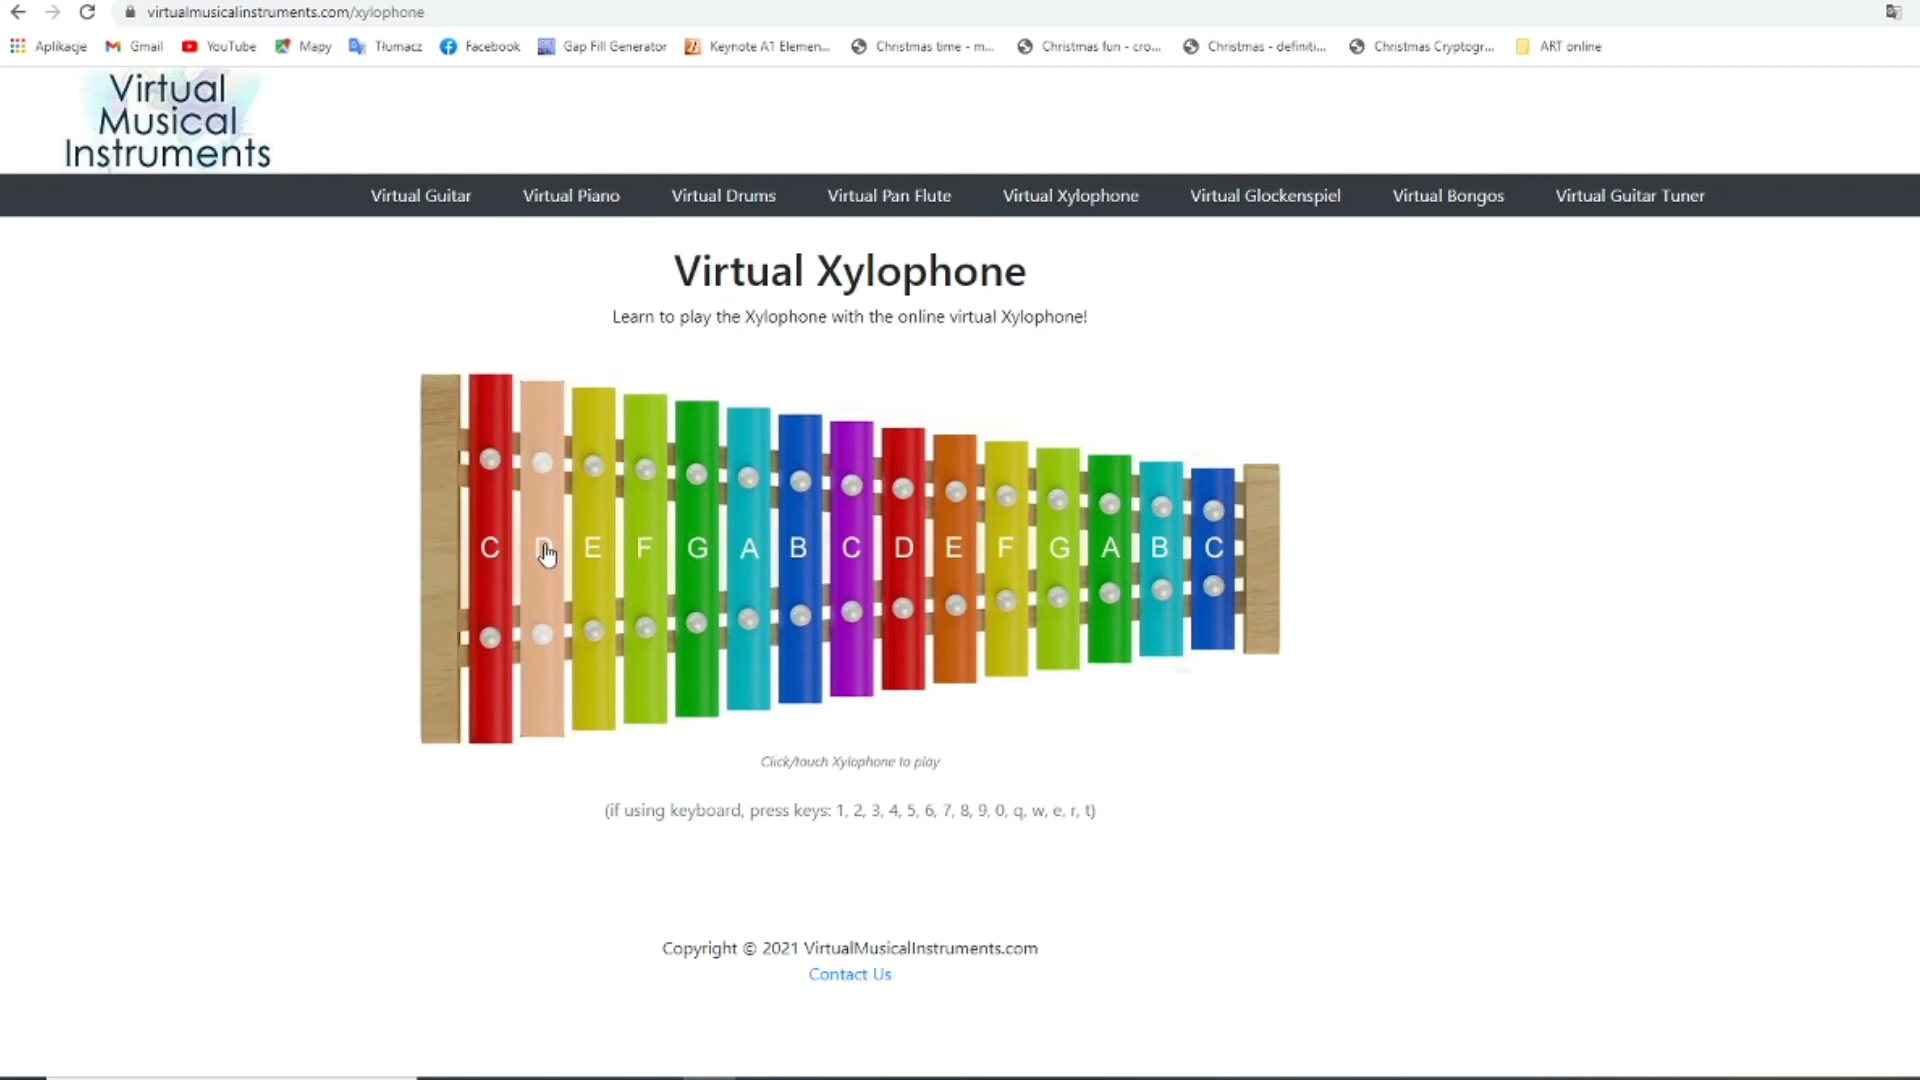 virtualmusicalinstruments.com/xylophone
Aplikacje Gmail YouTube Mapy Tłumacz Facebook Gap Fill Generator Keynote A1 Elemen... Christmas time - m... Christmas fun - cro... Christmas - definiti... Christmas Cryptogr... ART online
Virtual
Musical
Instruments
Virtual Guitar Virtual Piano Virtual Drums Virtual Pan Flute Virtual Xylophone Virtual Glockenspiel Virtual Bongos Virtual Guitar Tuner
Virtual Xylophone
Learn to play the Xylophone with the online virtual Xylophone!
C D E F G A B C D E F G A B C
Click/touch Xylophone to play
(if using keyboard, press keys: 1, 2, 3, 4, 5, 6, 7, 8, 9, 0, q, w, e, r, t)
Copyright © 2021 VirtualMusicalInstruments.com
Contact Us